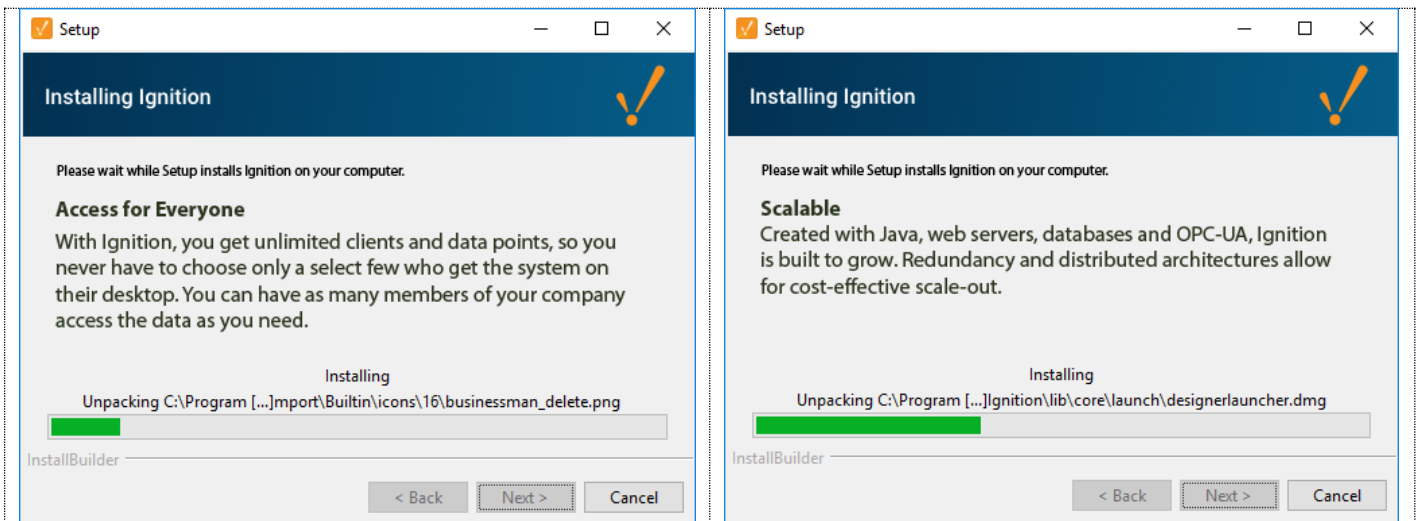 Setup
Installing Ignition
Please wait while Setup installs Ignition on your computer.
Access for Everyone
With Ignition, you get unlimited clients and data points, so you
never have to choose only a select few who get the system on
their desktop. You can have as many members of your company
access the data as you need.
Installing
Unpacking C:\Program [...]mport\Builtin\icons\16\businessman_delete.png
InstallBuilder
< Back Next > Cancel
Setup
Installing Ignition
Please wait while Setup installs Ignition on your computer.
Scalable
Created with Java, web servers, databases and OPC-UA, Ignition
is built to grow. Redundancy and distributed architectures allow
for cost-effective scale-out.
Installing
Unpacking C:\Program [...]Ignition\lib\core\launch\designerlauncher.dmg
InstallBuilder
< Back Next > Cancel